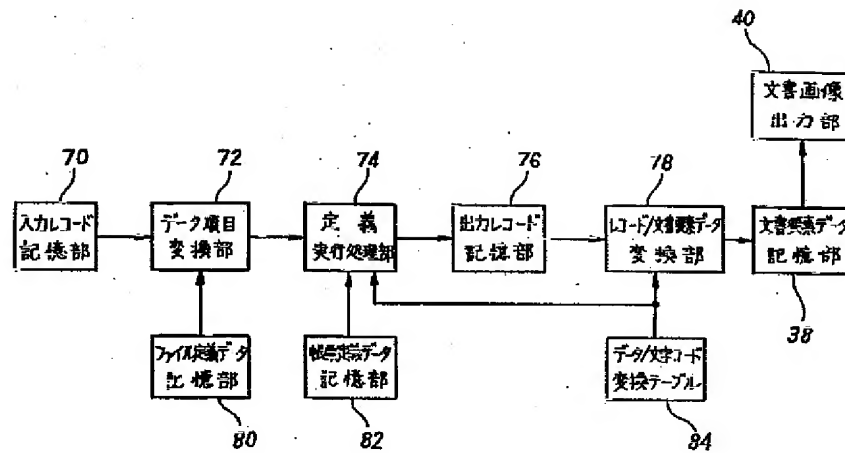 40
文書画像
出力部
70
72
74
76
78
入力レコード
記憶部
データ項目
変換部
定義
実行処理部
出力レコード
記憶部
レコード/文書要素データ
変換部
文書要素データ
記憶部
38
ファイル定義データ
記憶部
帳票定義データ
記憶部
データ/文字コード
変換テーブル
80
82
84